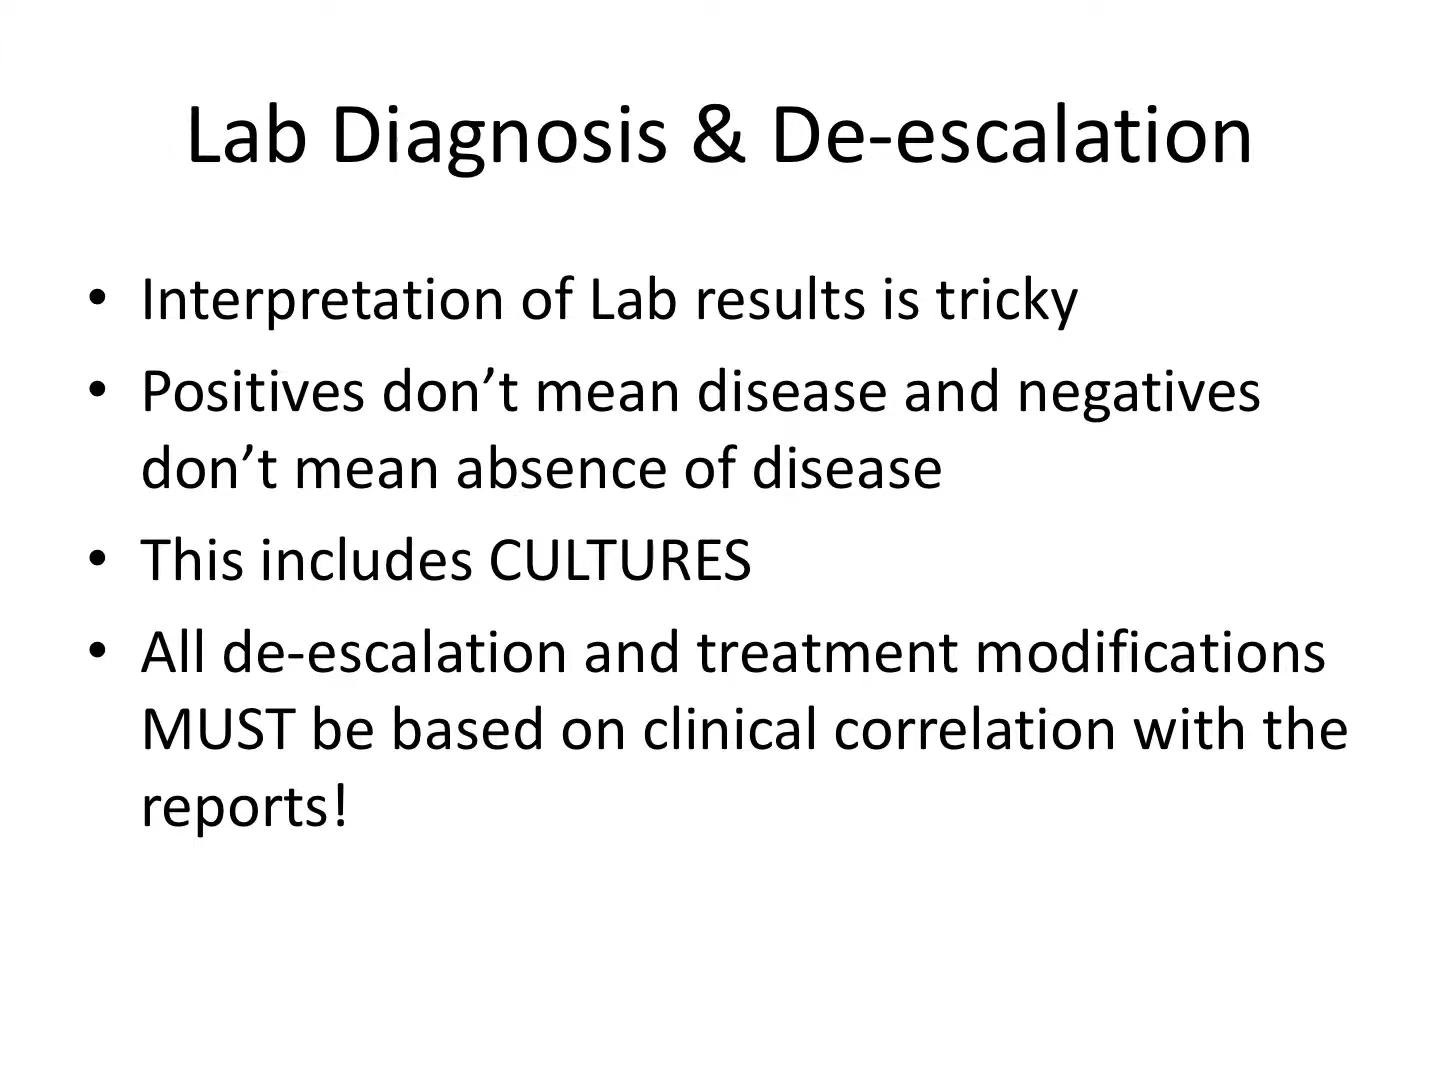 Lab Diagnosis & De-escalation
• Interpretation of Lab results is tricky
• Positives don’t mean disease and negatives
don’t mean absence of disease
• This includes CULTURES
• All de-escalation and treatment modifications
MUST be based on clinical correlation with the
reports!